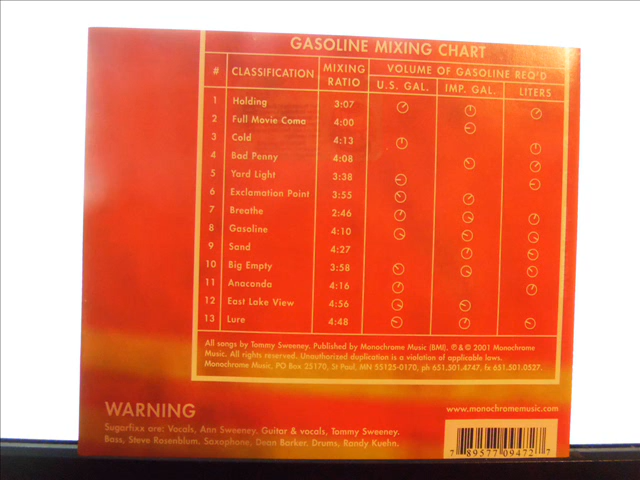 GASOLINE MIXING CHART
# CLASSIFICATION MIXING RATIO VOLUME OF GASOLINE REQ'D
U.S. GAL. IMP. GAL. LITERS
1 Holding 3:07
2 Full Movie Coma 4:00
3 Cold 4:13
4 Bad Penny 4:08
5 Yard Light 3:38
6 Exclamation Point 3:55
7 Breathe 2:46
8 Gasoline 4:10
9 Sand 4:27
10 Big Empty 3:58
11 Anaconda 4:16
12 East Lake View 4:56
13 Lure 4:48
All songs by Tammy Sweeney. Published by Monochrome Music (BMI). ℗ & © 2001 Monochrome
Music. All rights reserved. Unauthorized duplication is a violation of applicable laws.
Monochrome Music, PO Box 25170, St Paul, MN 55125-0170, ph 651.501.4747, fx 651.501.0527.
WARNING
Sugarfixx are: Vocals, Ann Sweeney. Guitar & vocals, Tammy Sweeney.
Bass, Steve Rosenblum. Saxophone, Dean Barker. Drums, Randy Kuehn.
www.monochromemusic.com
7 89577 09472 7